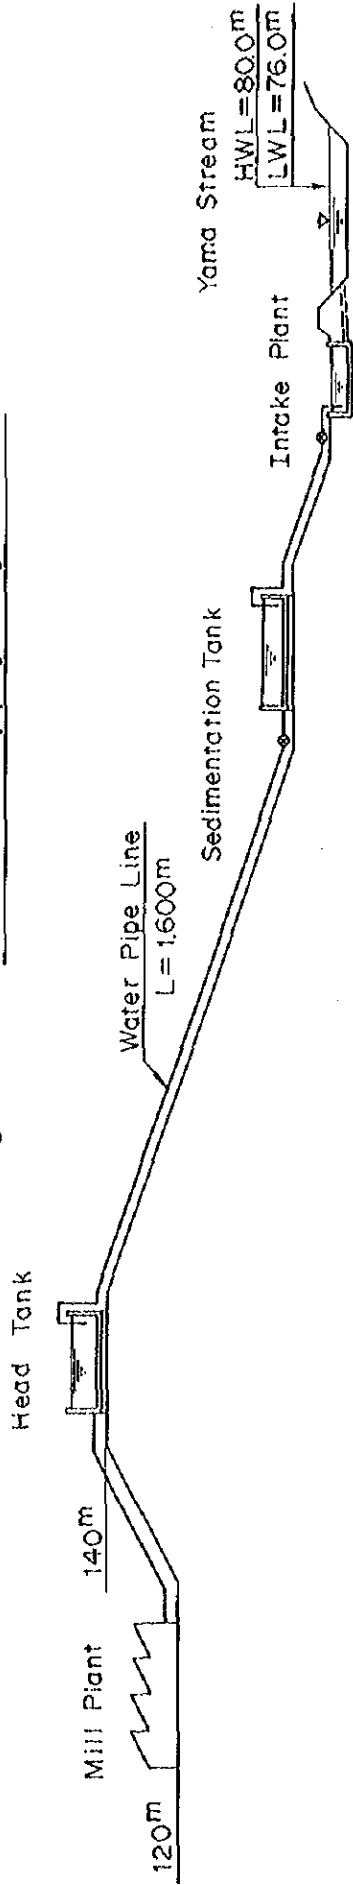 Head Tank
Mill Plant
120m
140m
Water Pipe Line
L=1.600m
Sedimentation Tank
Intake Plant
Yama Stream
HWL=80.0m
LWL=76.0m